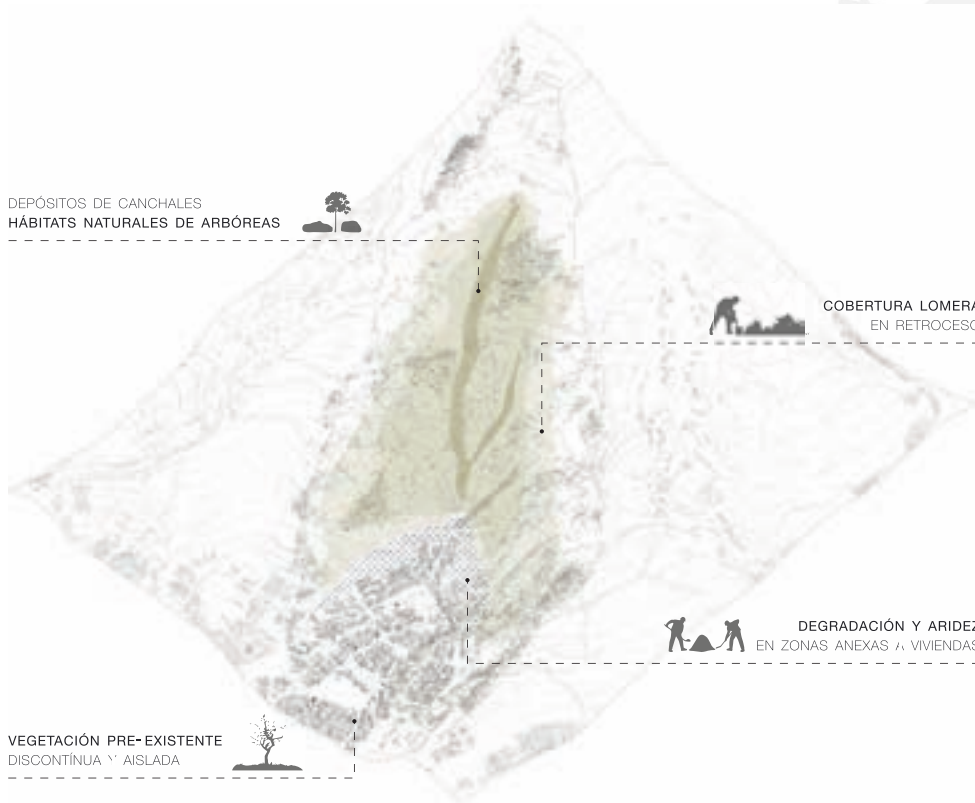 DEPÓSITOS DE CANCHALES
HÁBITATS NATURALES DE ARBÓREAS
COBERTURA LOMERA
EN RETROCESO
DEGRADACIÓN Y ARIDEZ
EN ZONAS ANEXAS A VIVIENDAS
VEGETACIÓN PRE-EXISTENTE
DISCONTÍNUA Y AISLADA